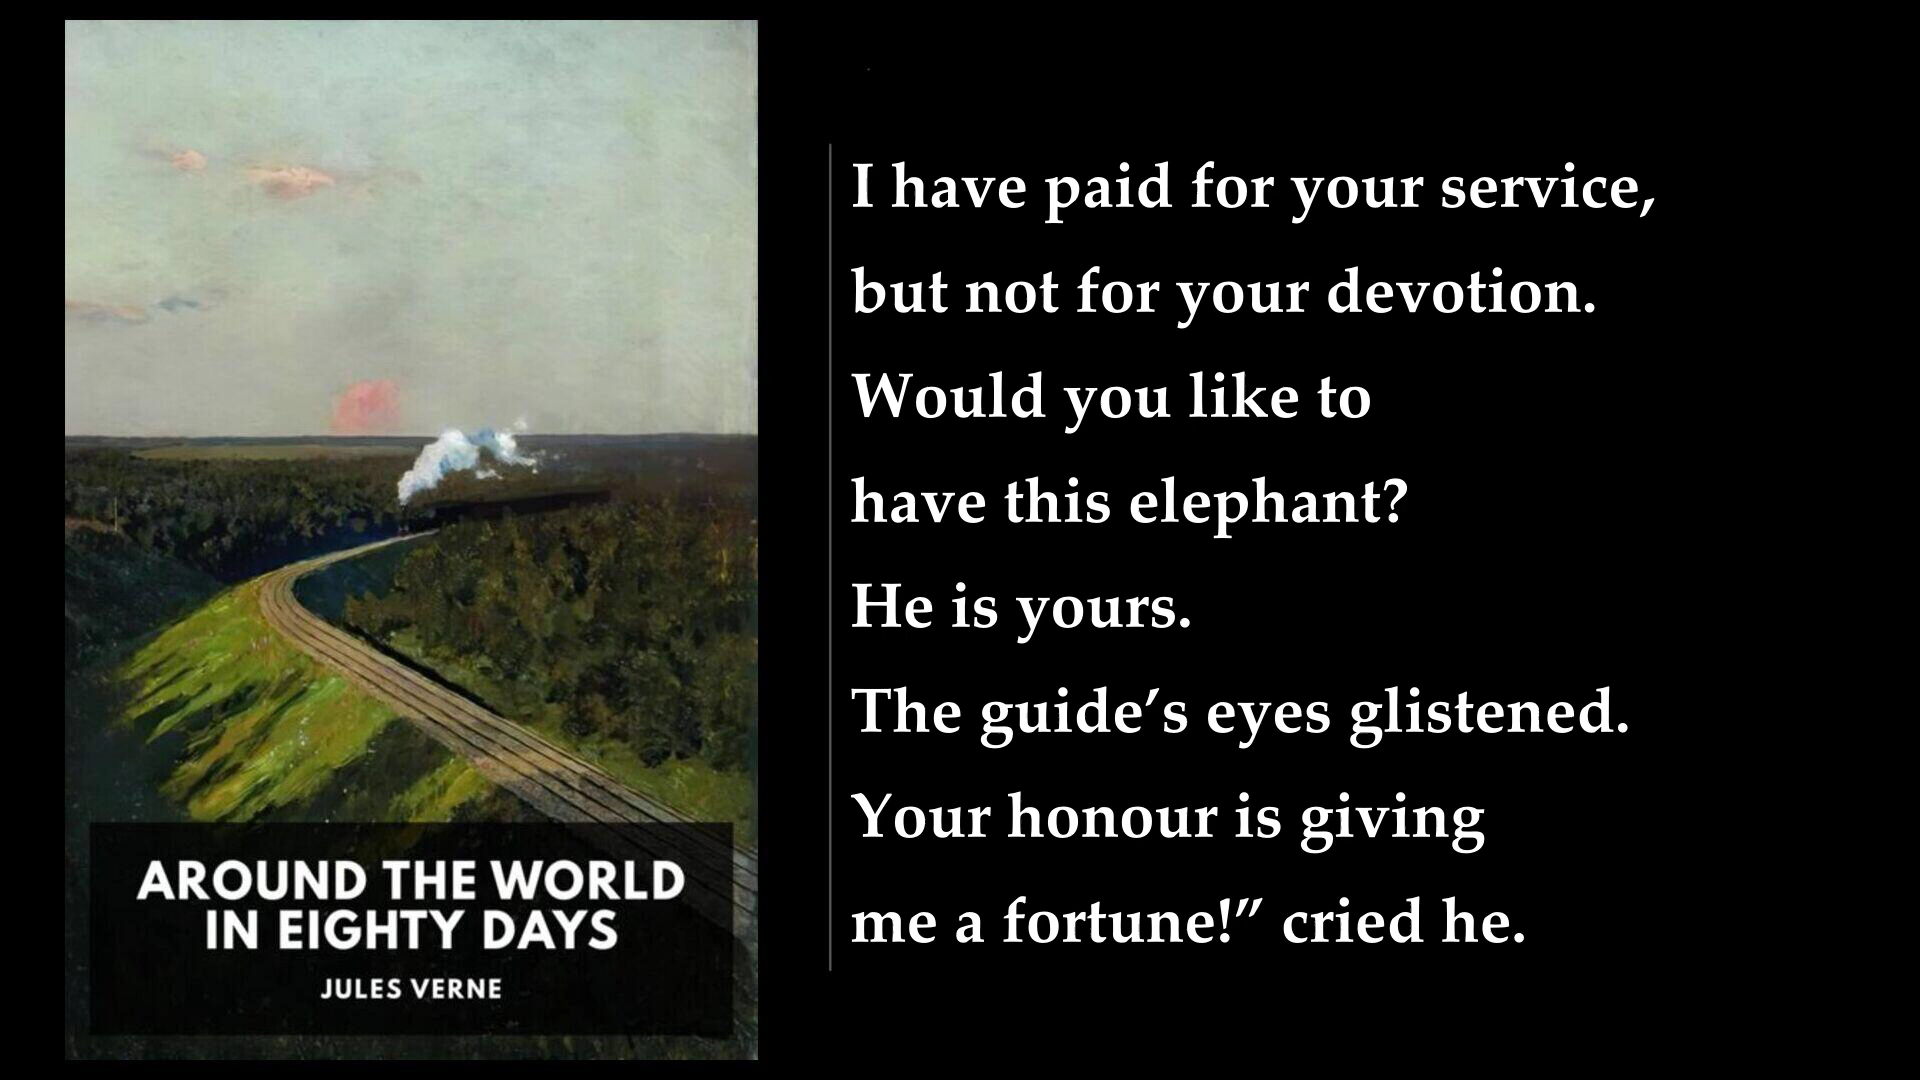 AROUND THE WORLD
IN EIGHTY DAYS
JULES VERNE
I have paid for your service,
but not for your devotion.
Would you like to
have this elephant?
He is yours.
The guide’s eyes glistened.
Your honour is giving
me a fortune!” cried he.